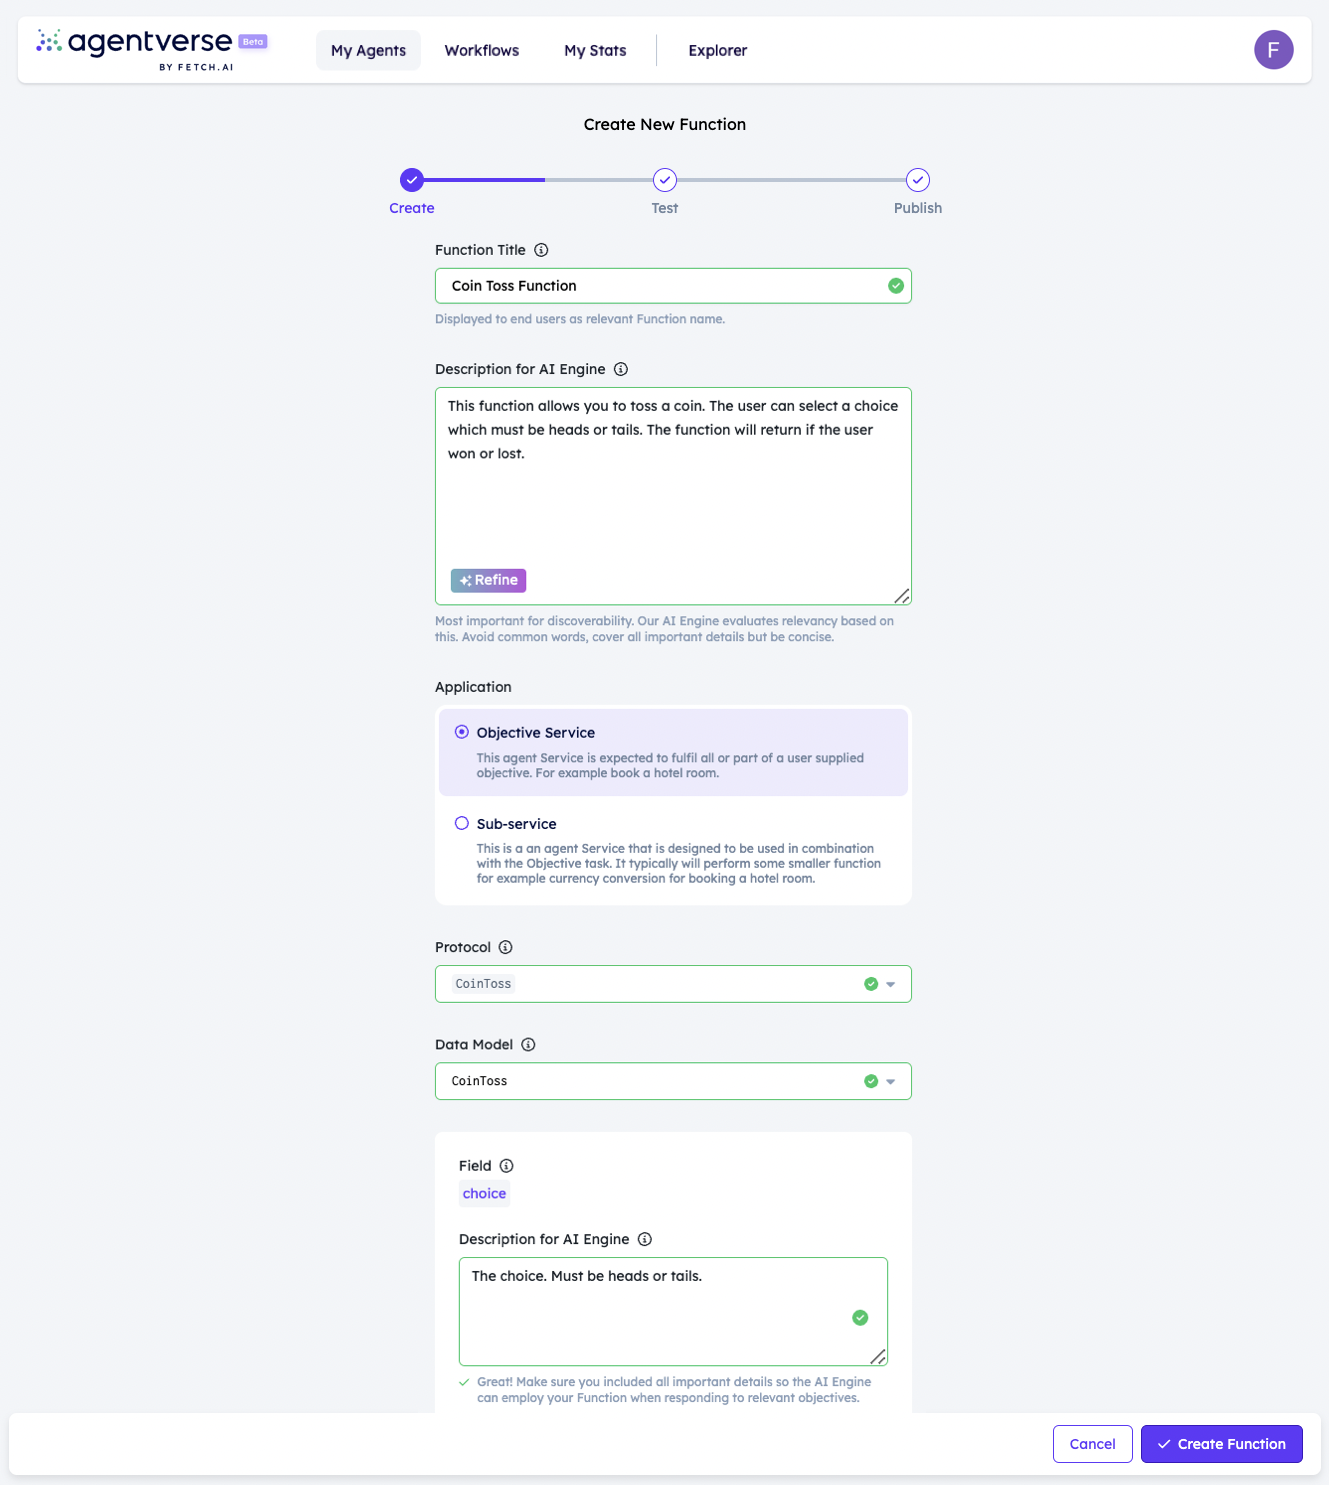 agentverse Beta
BY FETCH.AI
My Agents
Workflows
My Stats
Explorer
F
Create New Function
Create
Test
Publish
Function Title
Coin Toss Function
Displayed to end users as relevant Function name.
Description for AI Engine
This function allows you to toss a coin. The user can select a choice
which must be heads or tails. The function will return if the user
won or lost.
Refine
Most important for discoverability. Our AI Engine evaluates relevancy based on
this. Avoid common words, cover all important details but be concise.
Application
Objective Service
This agent Service is expected to fulfil all or part of a user supplied
objective. For example book a hotel room.
Sub-service
This is a an agent Service that is designed to be used in combination
with the Objective task. It typically will perform some smaller function
for example currency conversion for booking a hotel room.
Protocol
CoinToss
Data Model
CoinToss
Field
choice
Description for AI Engine
The choice. Must be heads or tails.
Great! Make sure you included all important details so the AI Engine
can employ your Function when responding to relevant objectives.
Cancel
Create Function